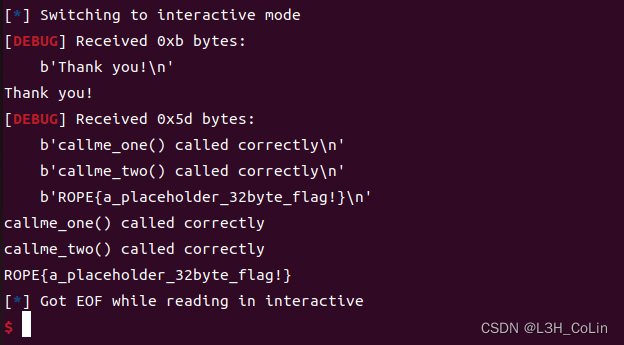 [*] Switching to interactive mode
[DEBUG] Received 0xb bytes:
    b'Thank you!\n'
Thank you!
[DEBUG] Received 0x5d bytes:
    b'callme_one() called correctly\n'
    b'callme_two() called correctly\n'
    b'ROPE{a_placeholder_32byte_flag!}\n'
callme_one() called correctly
callme_two() called correctly
ROPE{a_placeholder_32byte_flag!}
[*] Got EOF while reading in interactive
$
CSDN @L3H_CoLin